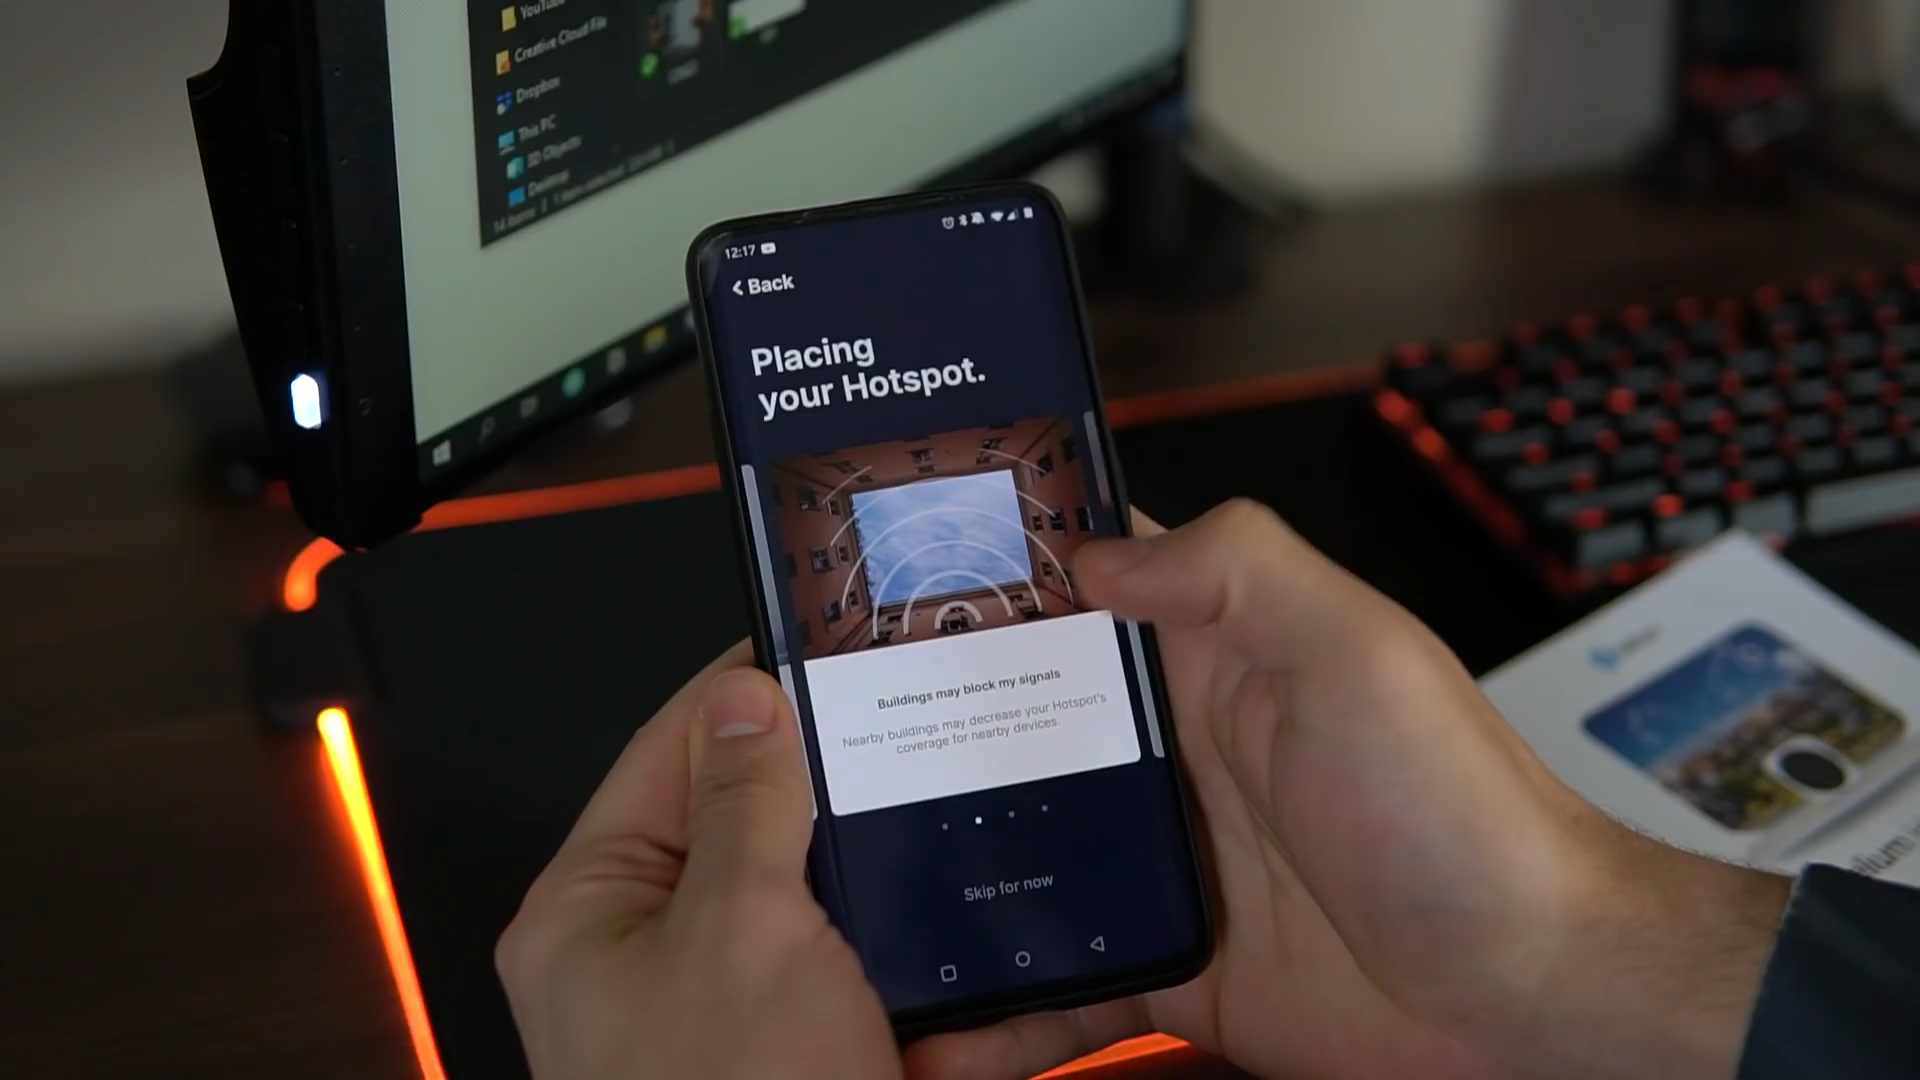 YouTube
Creative Cloud File
Dropbox
This PC
3D Objects
Desktop
12:17
Back
Placing
your Hotspot.
Buildings may block my signals
Nearby buildings may decrease your Hotspot's
coverage for nearby devices.
Skip for now